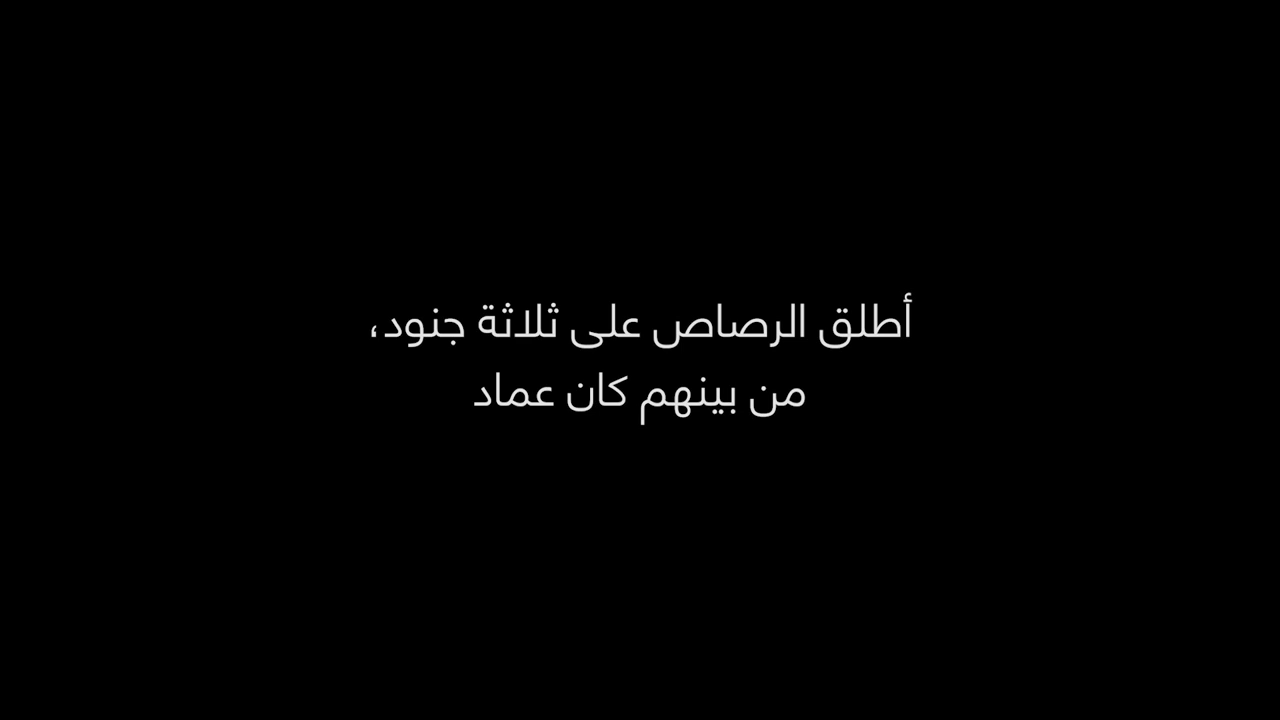 أطلق الرصاص على ثلاثة جنود،
من بينهم كان عماد